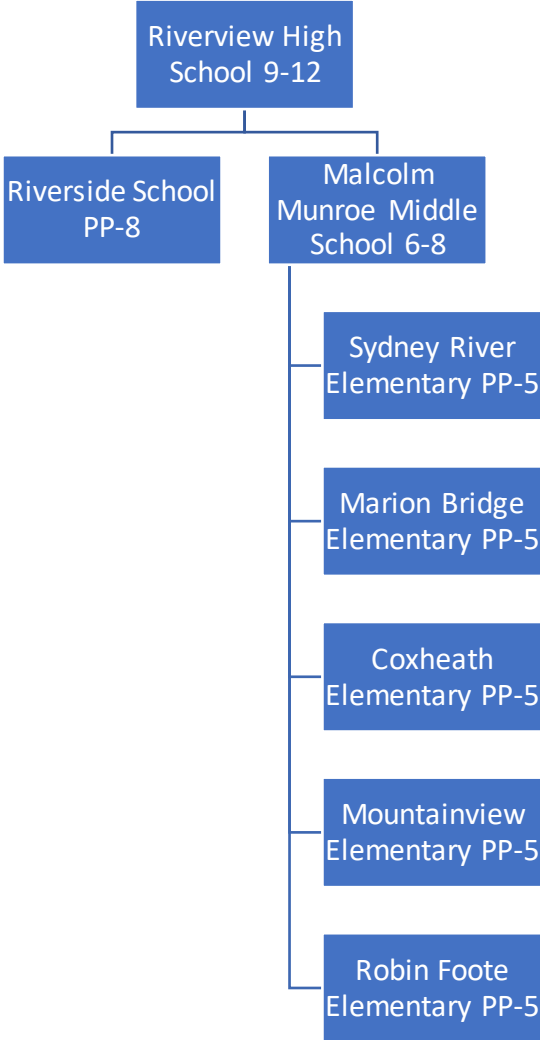 Riverview High
School 9-12
Riverside School
PP-8
Malcolm
Munroe Middle
School 6-8
Sydney River
Elementary PP-5
Marion Bridge
Elementary PP-5
Coxheath
Elementary PP-5
Mountainview
Elementary PP-5
Robin Foote
Elementary PP-5